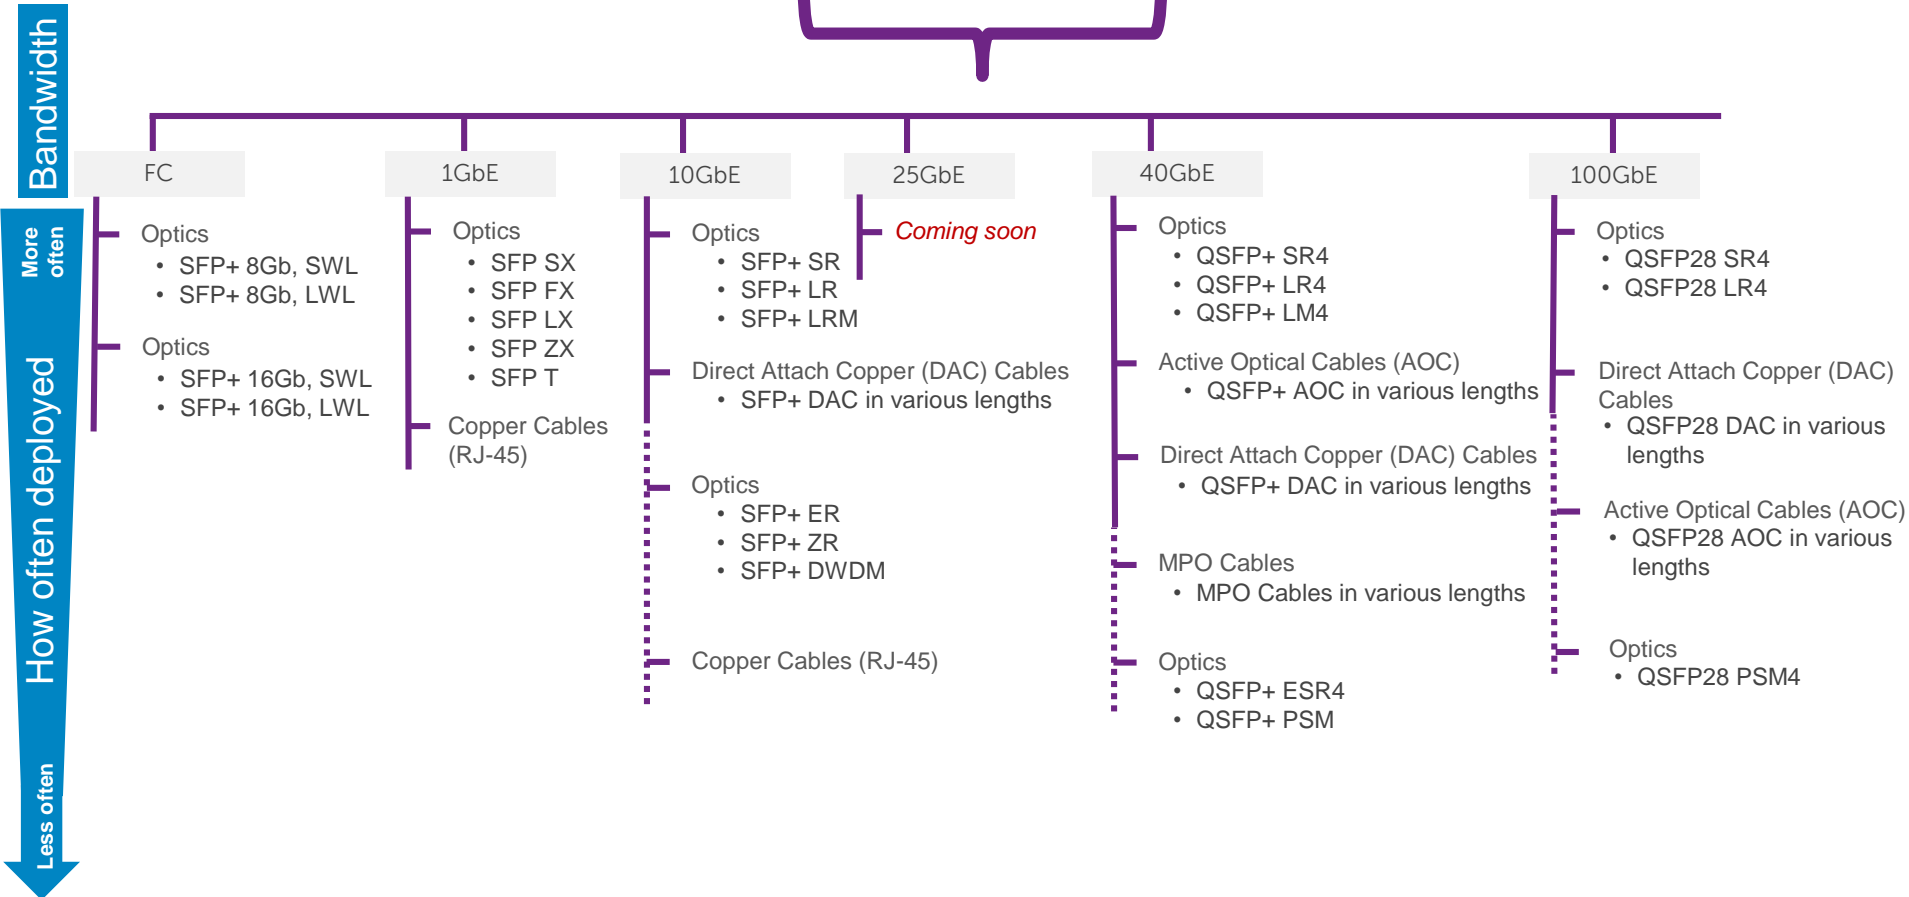 Bandwidth
More
often
How often deployed
Less often
FC
Optics
• SFP+ 8Gb, SWL
• SFP+ 8Gb, LWL
Optics
• SFP+ 16Gb, SWL
• SFP+ 16Gb, LWL
1GbE
Optics
• SFP SX
• SFP FX
• SFP LX
• SFP ZX
• SFP T
Copper Cables
(RJ-45)
10GbE
Optics
• SFP+ SR
• SFP+ LR
• SFP+ LRM
Direct Attach Copper (DAC) Cables
• SFP+ DAC in various lengths
Optics
• SFP+ ER
• SFP+ ZR
• SFP+ DWDM
Copper Cables (RJ-45)
25GbE
Coming soon
40GbE
Optics
• QSFP+ SR4
• QSFP+ LR4
• QSFP+ LM4
Active Optical Cables (AOC)
• QSFP+ AOC in various lengths
Direct Attach Copper (DAC) Cables
• QSFP+ DAC in various lengths
MPO Cables
• MPO Cables in various lengths
Optics
• QSFP+ ESR4
• QSFP+ PSM
100GbE
Optics
• QSFP28 SR4
• QSFP28 LR4
Direct Attach Copper (DAC)
Cables
• QSFP28 DAC in various
lengths
Active Optical Cables (AOC)
• QSFP28 AOC in various
lengths
Optics
• QSFP28 PSM4